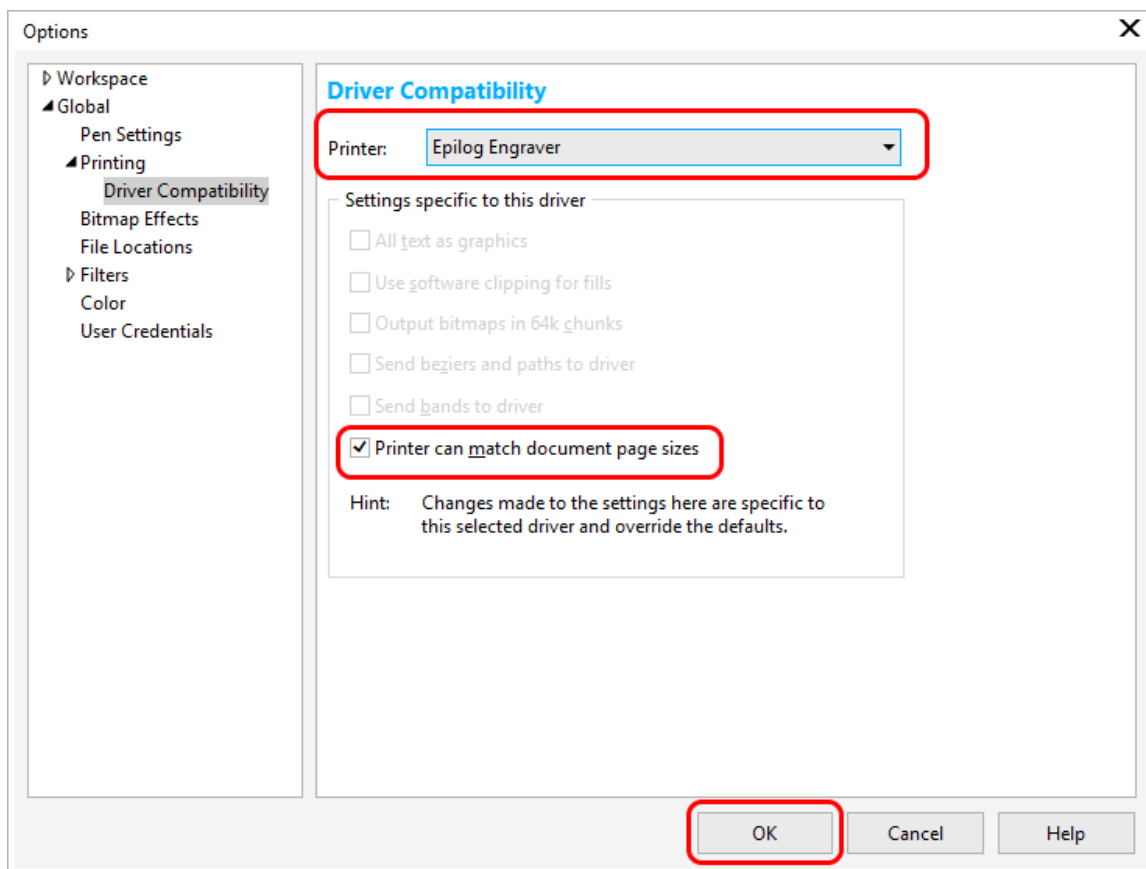 Options
Workspace
Global
Pen Settings
Printing
Driver Compatibility
Bitmap Effects
File Locations
Filters
Color
User Credentials
Driver Compatibility
Printer: Epilog Engraver
Settings specific to this driver
All text as graphics
Use software clipping for fills
Output bitmaps in 64k chunks
Send beziers and paths to driver
Send bands to driver
Printer can match document page sizes
Hint: Changes made to the settings here are specific to
this selected driver and override the defaults.
OK Cancel Help